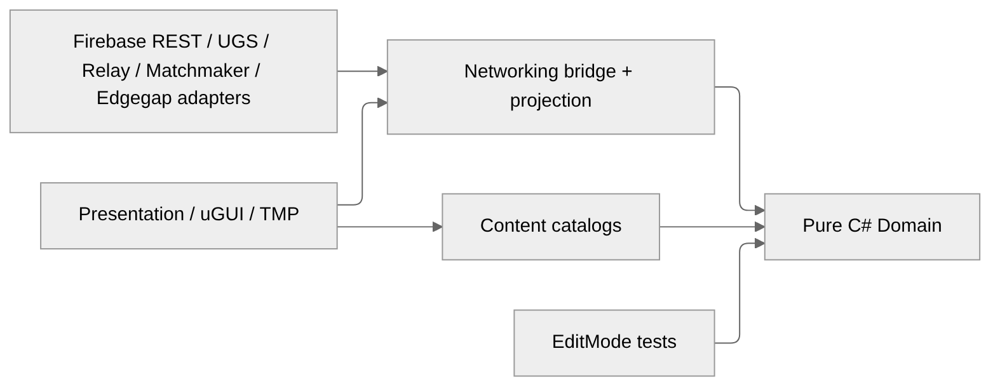 Firebase REST / UGS /
Relay / Matchmaker /
Edgegap adapters
Networking bridge +
projection
Presentation / uGUI / TMP
Content catalogs
Pure C# Domain
EditMode tests